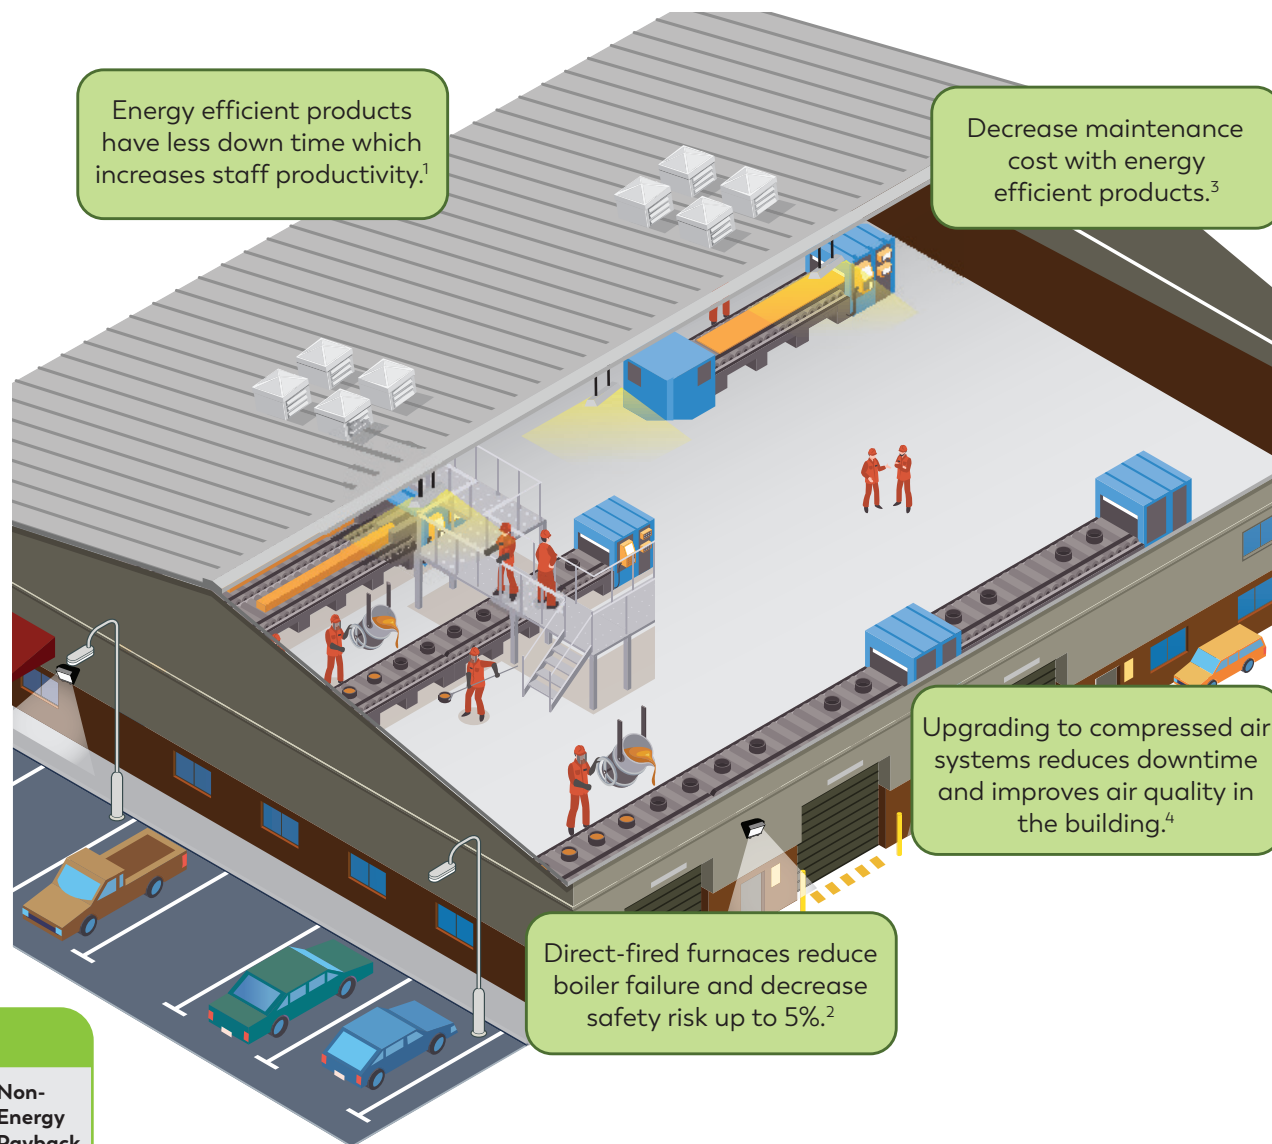 Energy efficient products
have less down time which
increases staff productivity.¹
Decrease maintenance
cost with energy
efficient products.³
Upgrading to compressed air
systems reduces downtime
and improves air quality in
the building.⁴
Direct-fired furnaces reduce
boiler failure and decrease
safety risk up to 5%.²
Non-
Energy
Payback